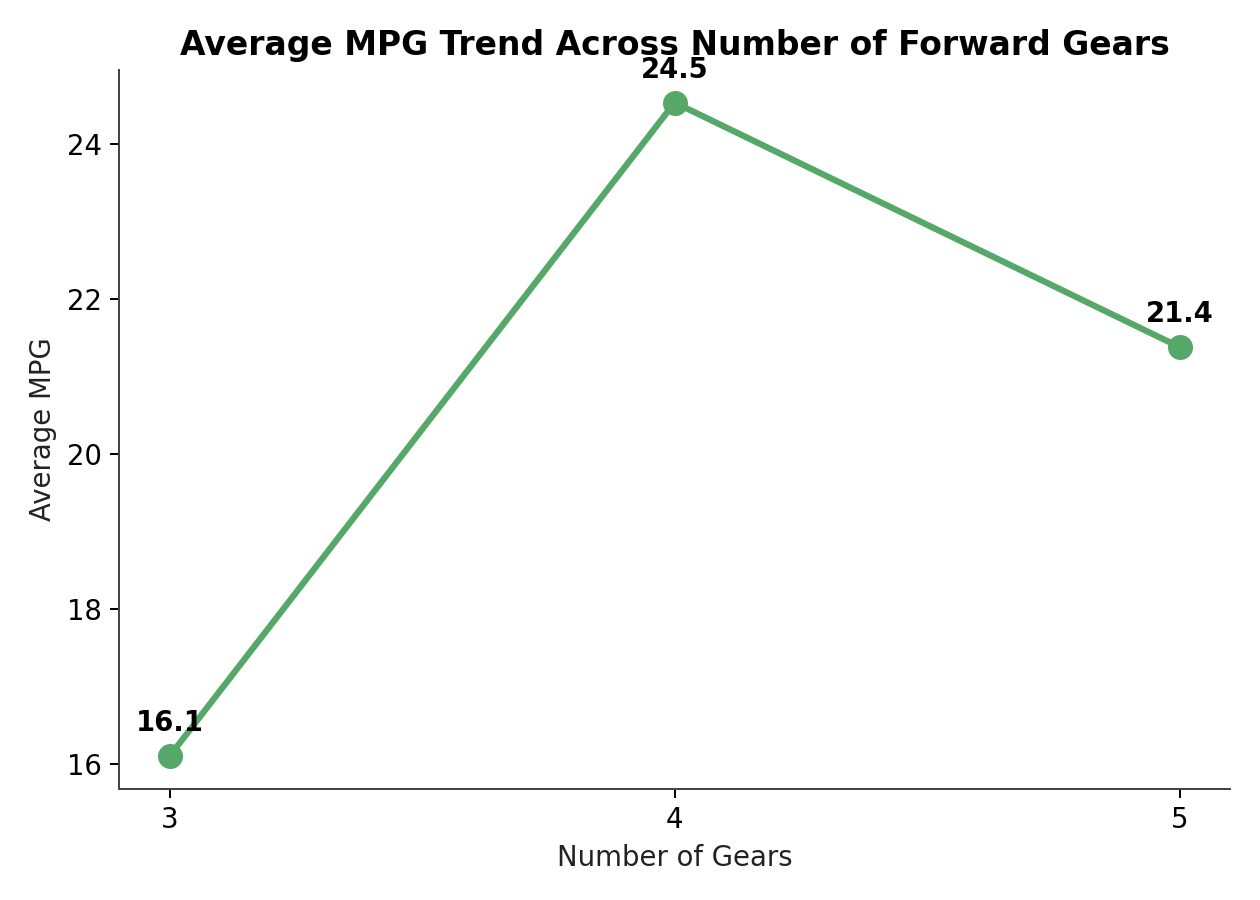 Average MPG Trend Across Number of Forward Gears
24.5
24
22
21.4
Average MPG
20
18
16.1
16
3 4 5
Number of Gears